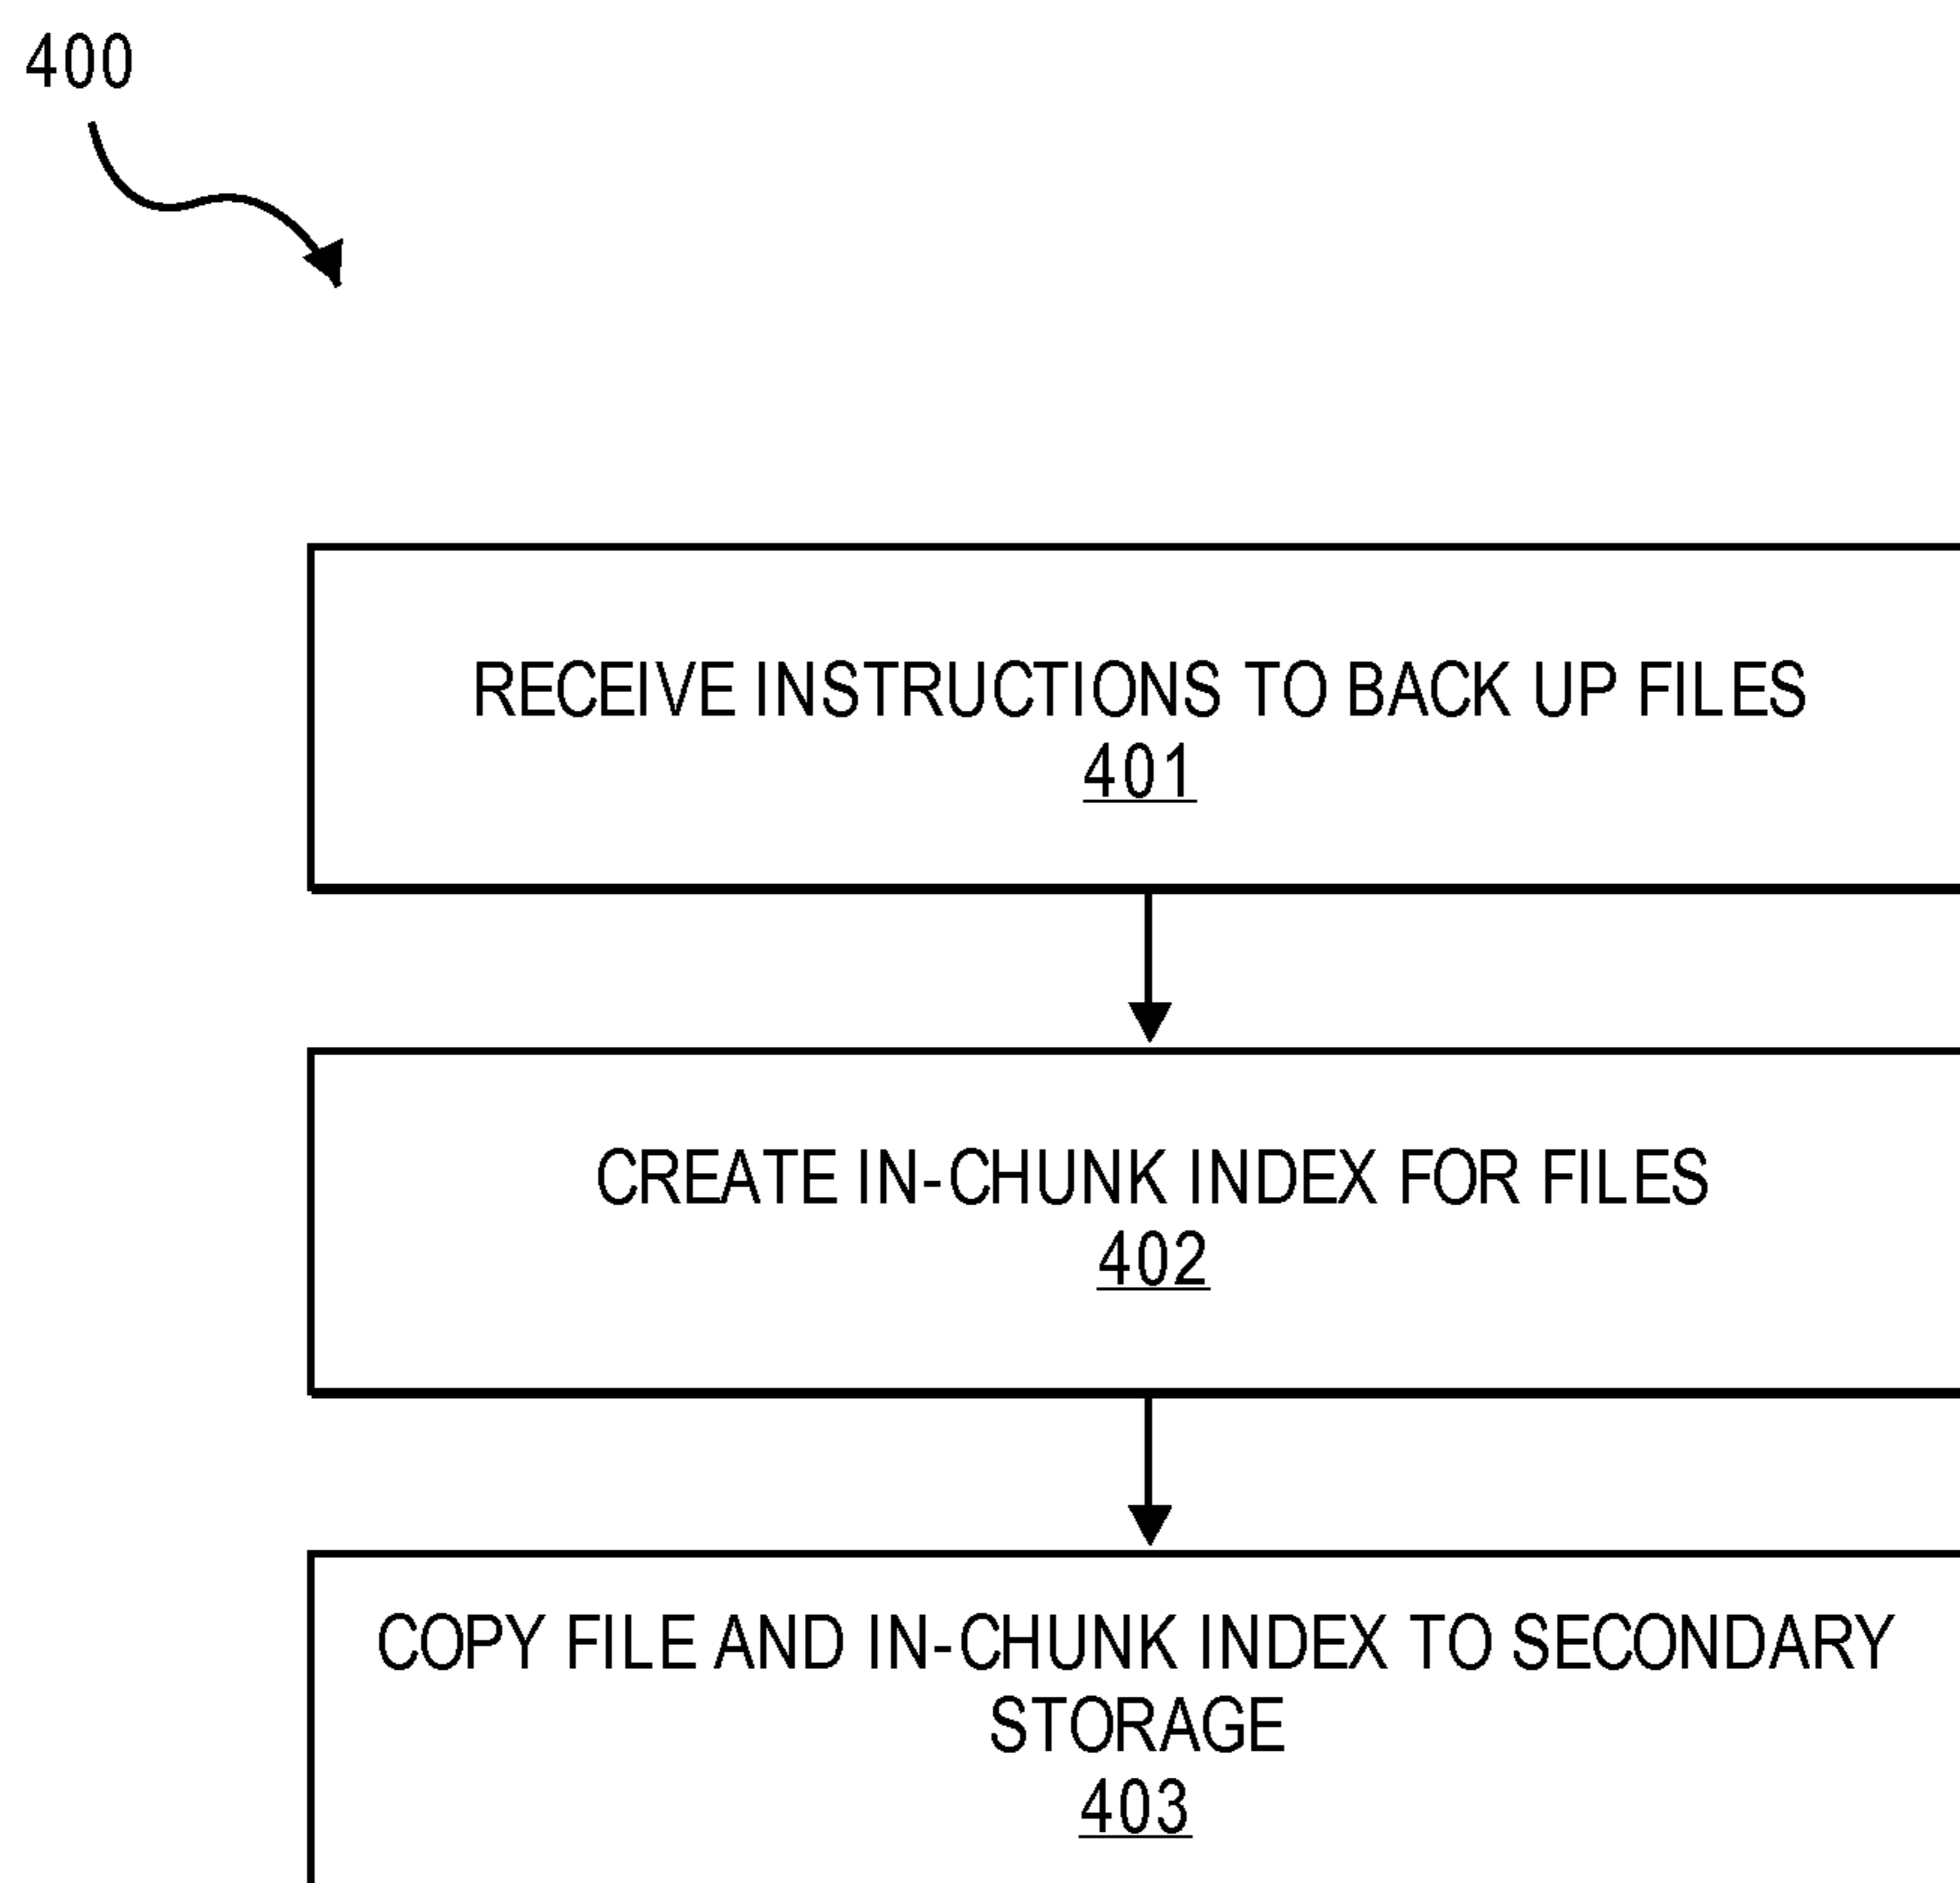 400
RECEIVE INSTRUCTIONS TO BACK UP FILES
401
CREATE IN-CHUNK INDEX FOR FILES
402
COPY FILE AND IN-CHUNK INDEX TO SECONDARY
STORAGE
403